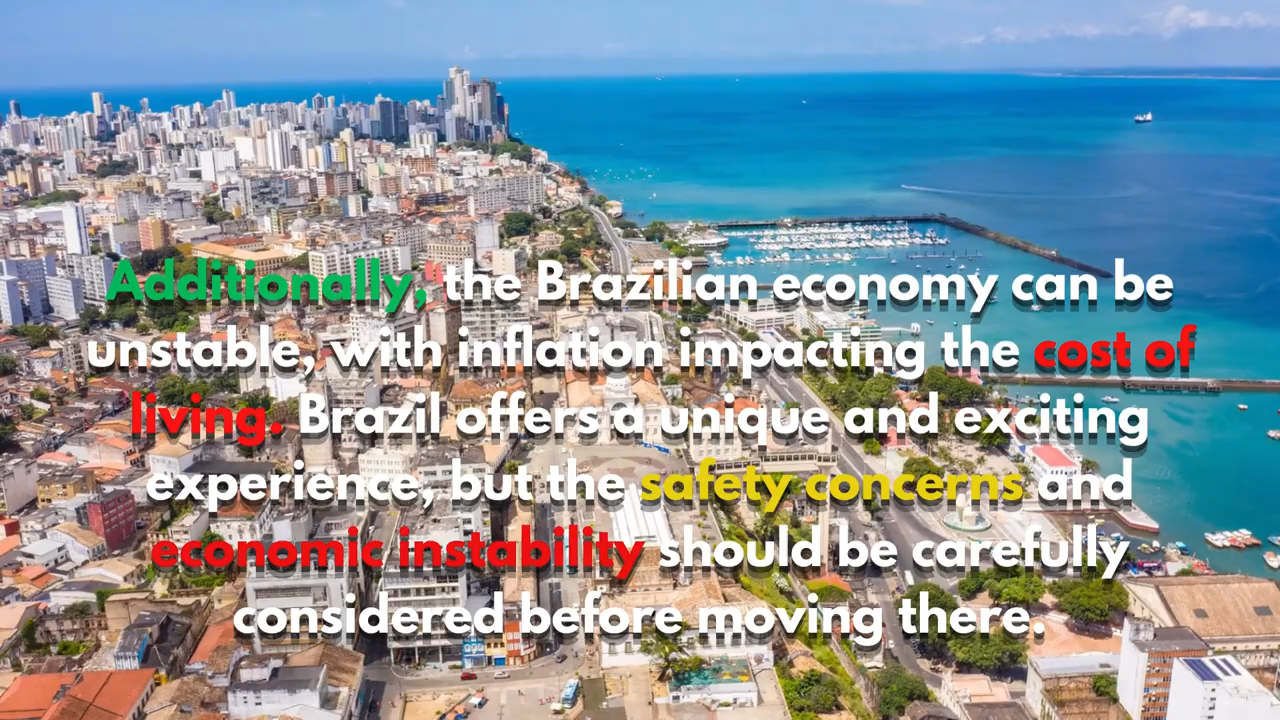 Additionally, the Brazilian economy can be
unstable, with inflation impacting the cost of
living. Brazil offers a unique and exciting
experience, but the safety concerns and
economic instability should be carefully
considered before moving there.